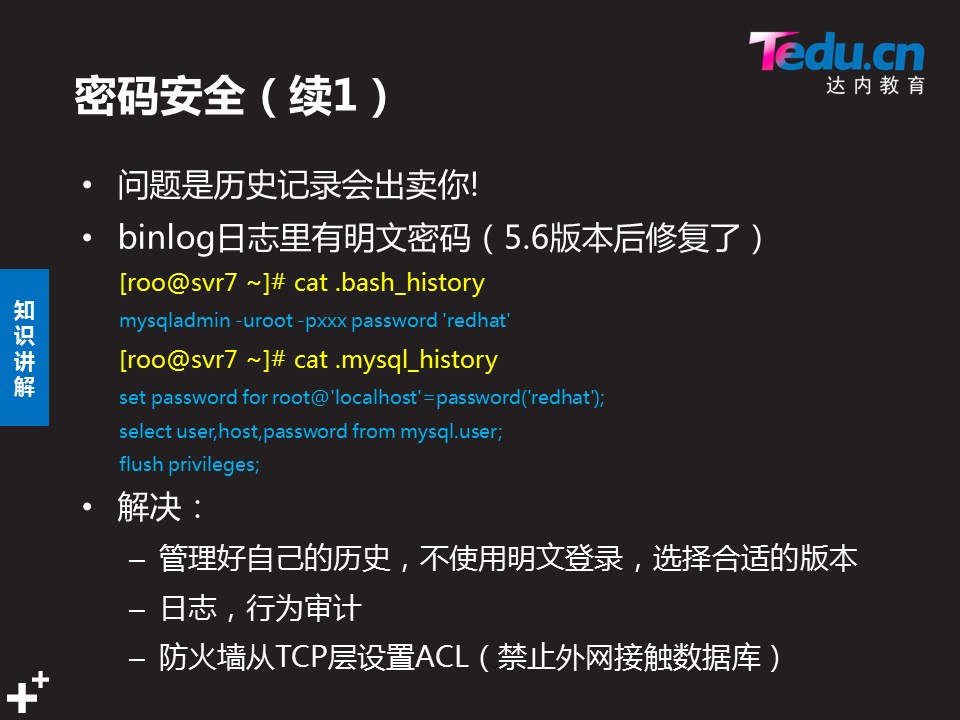 Tedu.cn
达内教育
密码安全（续1）
• 问题是历史记录会出卖你!
• binlog日志里有明文密码（5.6版本后修复了）
[roo@svr7 ~]# cat .bash_history
mysqladmin -uroot -pxxx password 'redhat'
[roo@svr7 ~]# cat .mysql_history
set password for root@'localhost'=password('redhat');
select user,host,password from mysql.user;
flush privileges;
• 解决：
– 管理好自己的历史，不使用明文登录，选择合适的版本
– 日志，行为审计
– 防火墙从TCP层设置ACL（禁止外网接触数据库）
知识讲解